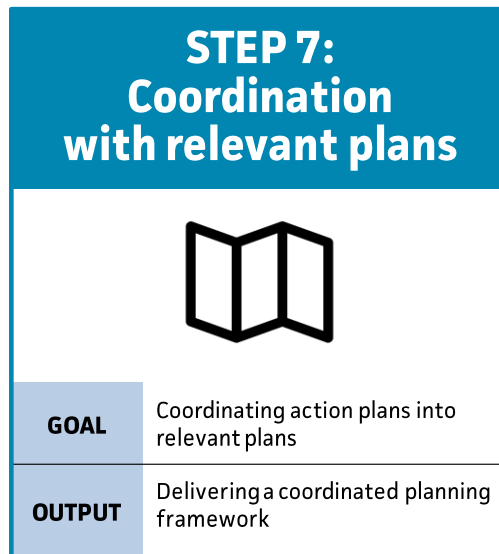 STEP 7:
Coordination
with relevant plans
GOAL
Coordinating action plans into
relevant plans
OUTPUT
Delivering a coordinated planning
framework